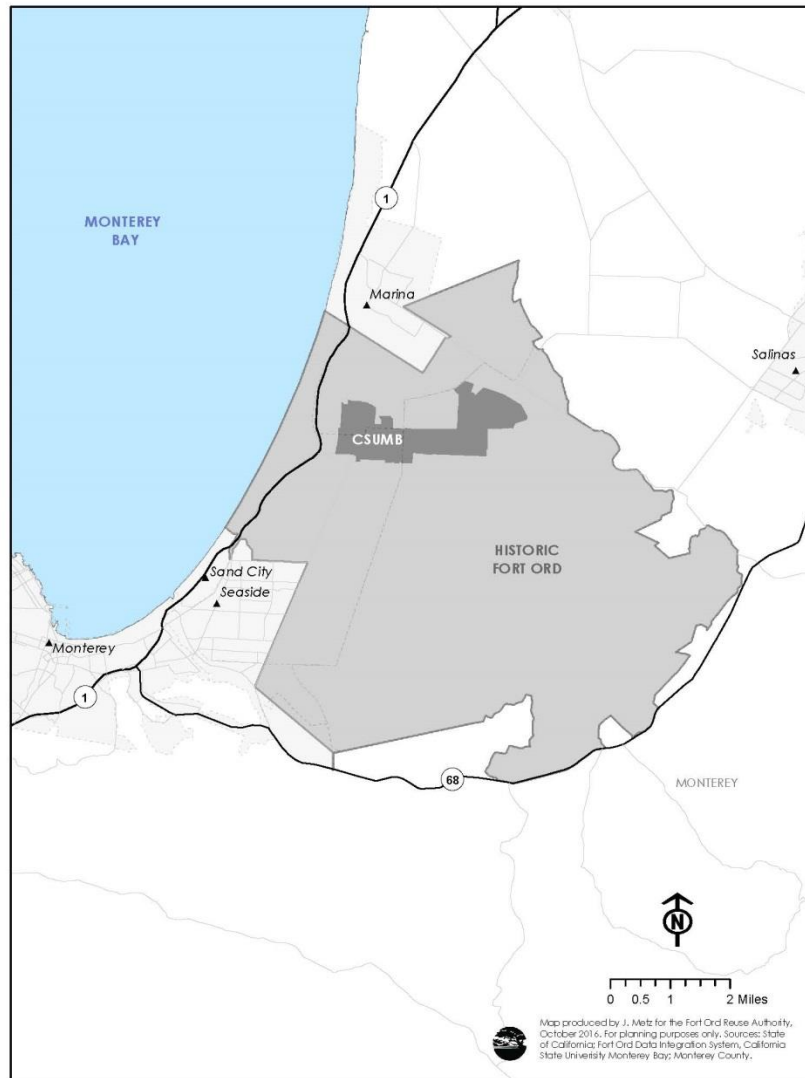 1
MONTEREY
BAY
Marina
Salinas
CSUMB
HISTORIC
FORT ORD
Sand City
Seaside
Monterey
1
68
MONTEREY
N
0 0.5 1 2 Miles
Map produced by J. Metz for the Fort Ord Reuse Authority,
October 2016. For planning purposes only. Sources: State
of California; Fort Ord Data Integration System, California
State Univerisity Monterey Bay; Monterey County.